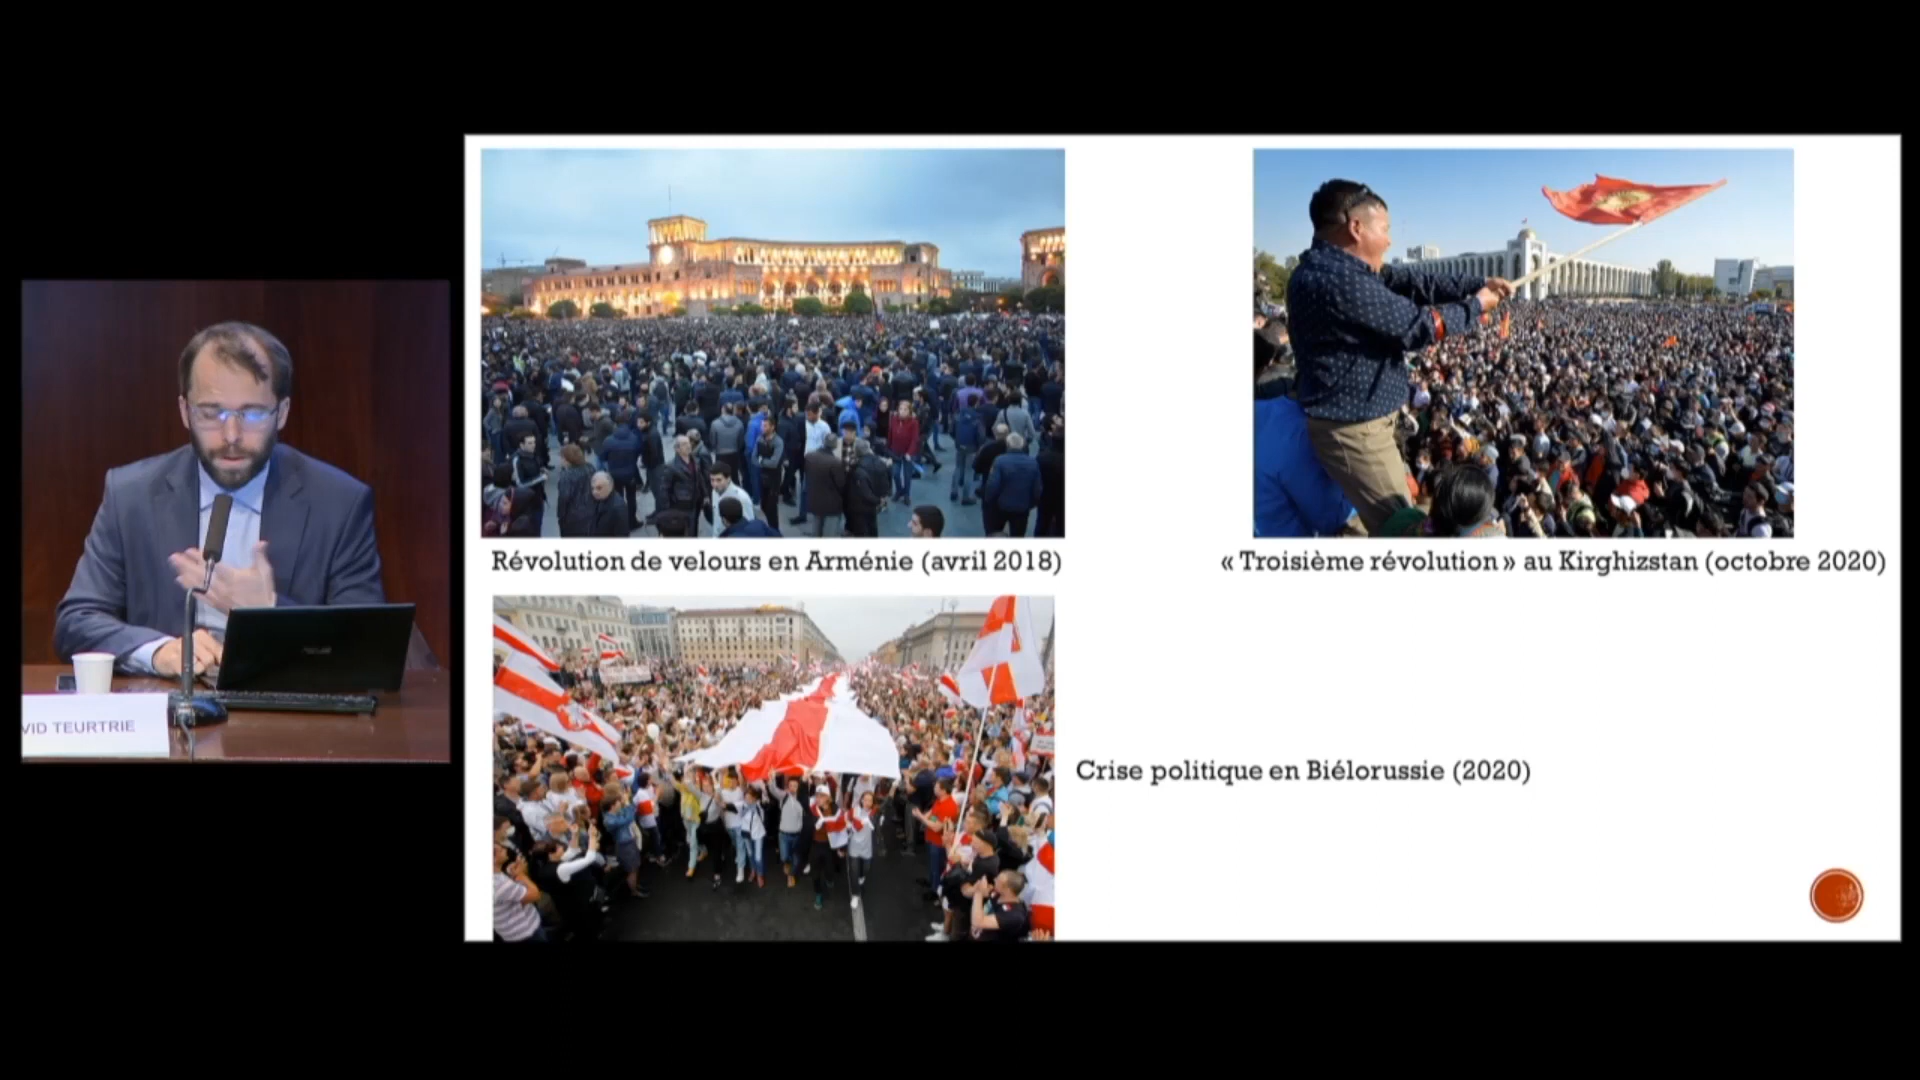 Révolution de velours en Arménie (avril 2018)
« Troisième révolution » au Kirghizstan (octobre 2020)
Crise politique en Biélorussie (2020)
VID TEURTRIE